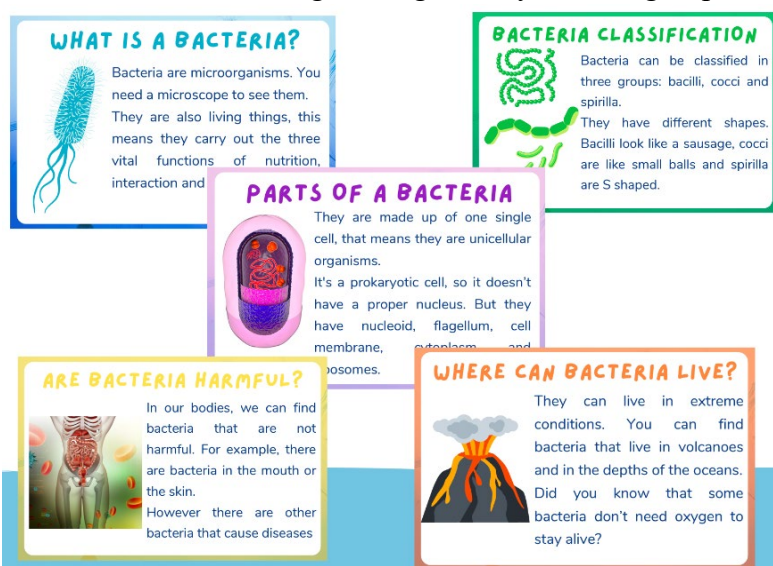 WHAT IS A BACTERIA?
Bacteria are microorganisms. You
need a microscope to see them.
They are also living things, this
means they carry out the three
vital functions of nutrition,
interaction and
BACTERIA CLASSIFICATION
Bacteria can be classified in
three groups: bacilli, cocci and
spirilla.
They have different shapes.
Bacilli look like a sausage, cocci
are like small balls and spirilla
are S shaped.
PARTS OF A BACTERIA
They are made up of one single
cell, that means they are unicellular
organisms.
It's a prokaryotic cell, so it doesn't
have a proper nucleus. But they
have nucleoid, flagellum, cell
membrane, cytoplasm and
ARE BACTERIA HARMFUL?
In our bodies, we can find
bacteria that are not
harmful. For example, there
are bacteria in the mouth or
the skin.
However there are other
bacteria that cause diseases
WHERE CAN BACTERIA LIVE?
They can live in extreme
conditions. You can find
bacteria that live in volcanoes
and in the depths of the oceans.
Did you know that some
bacteria don't need oxygen to
stay alive?